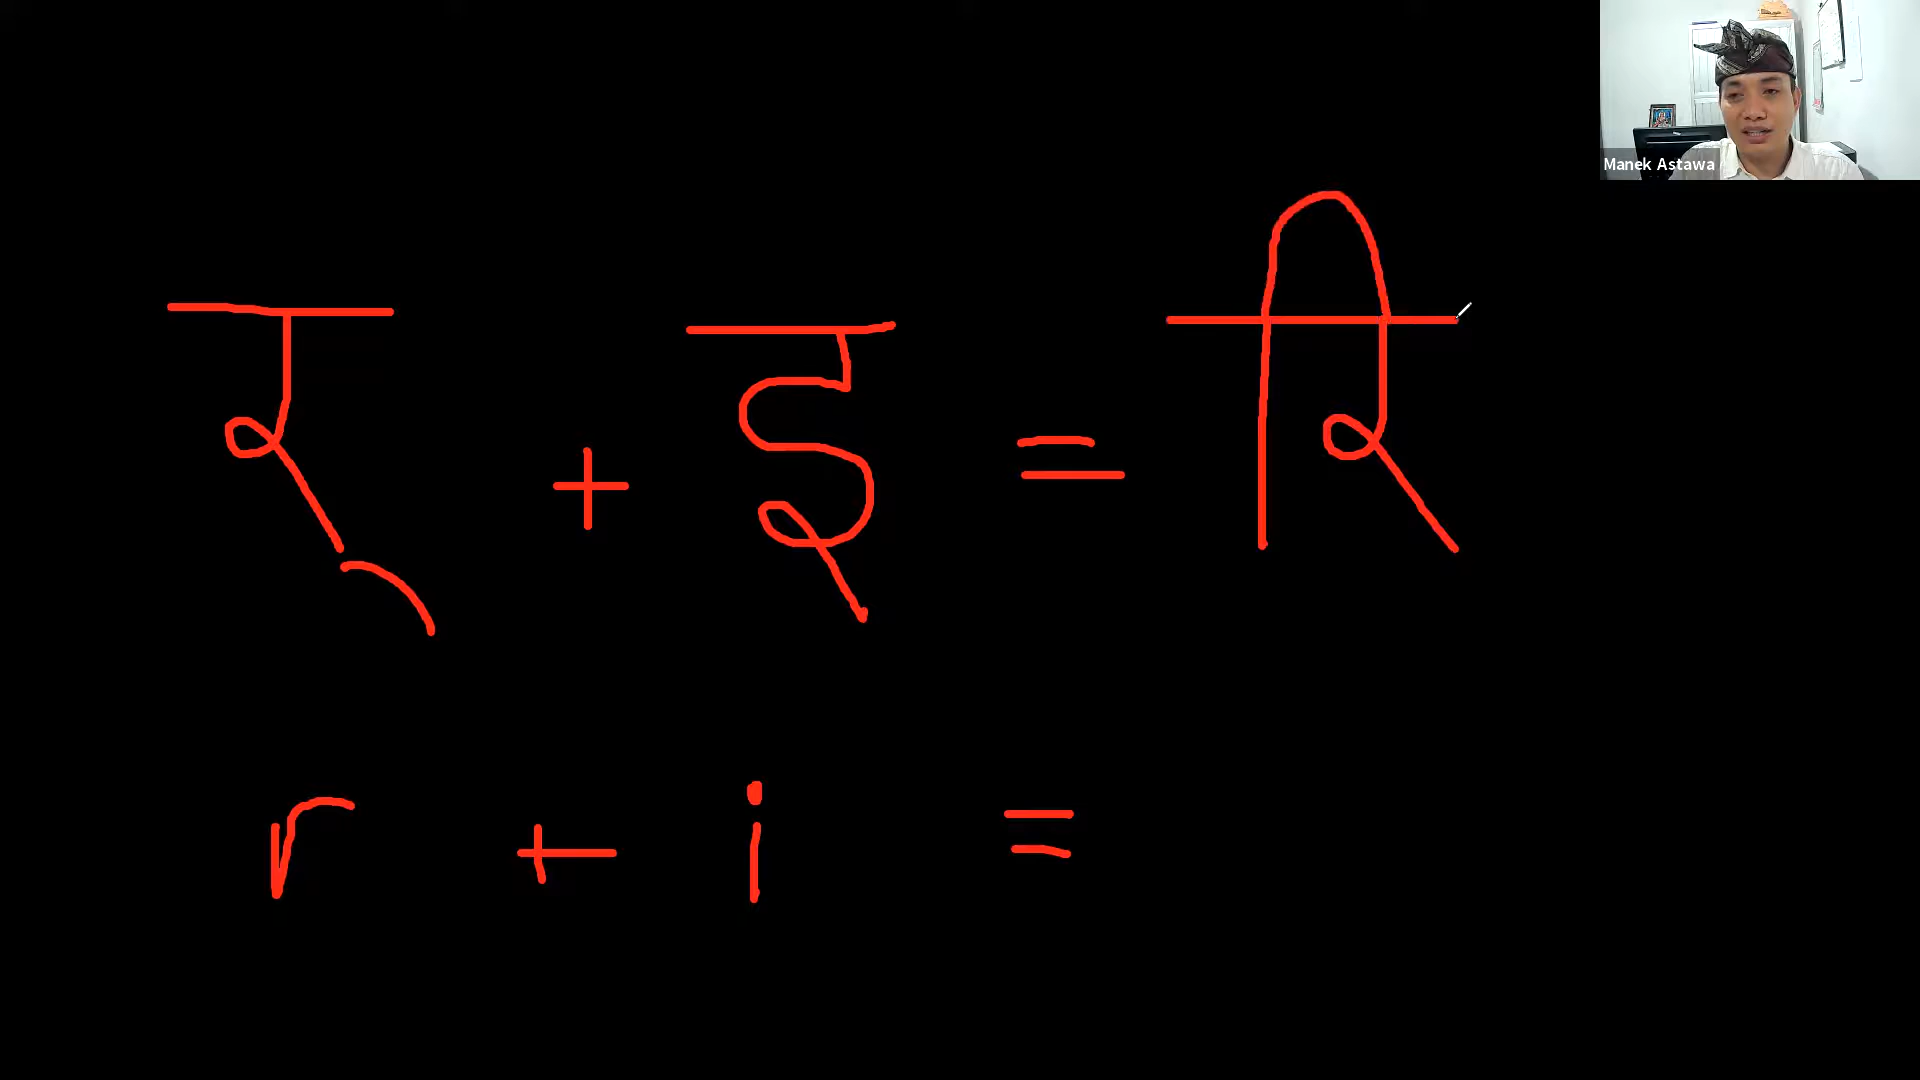 Manek Astawa
र् + इ = रि
r + i =